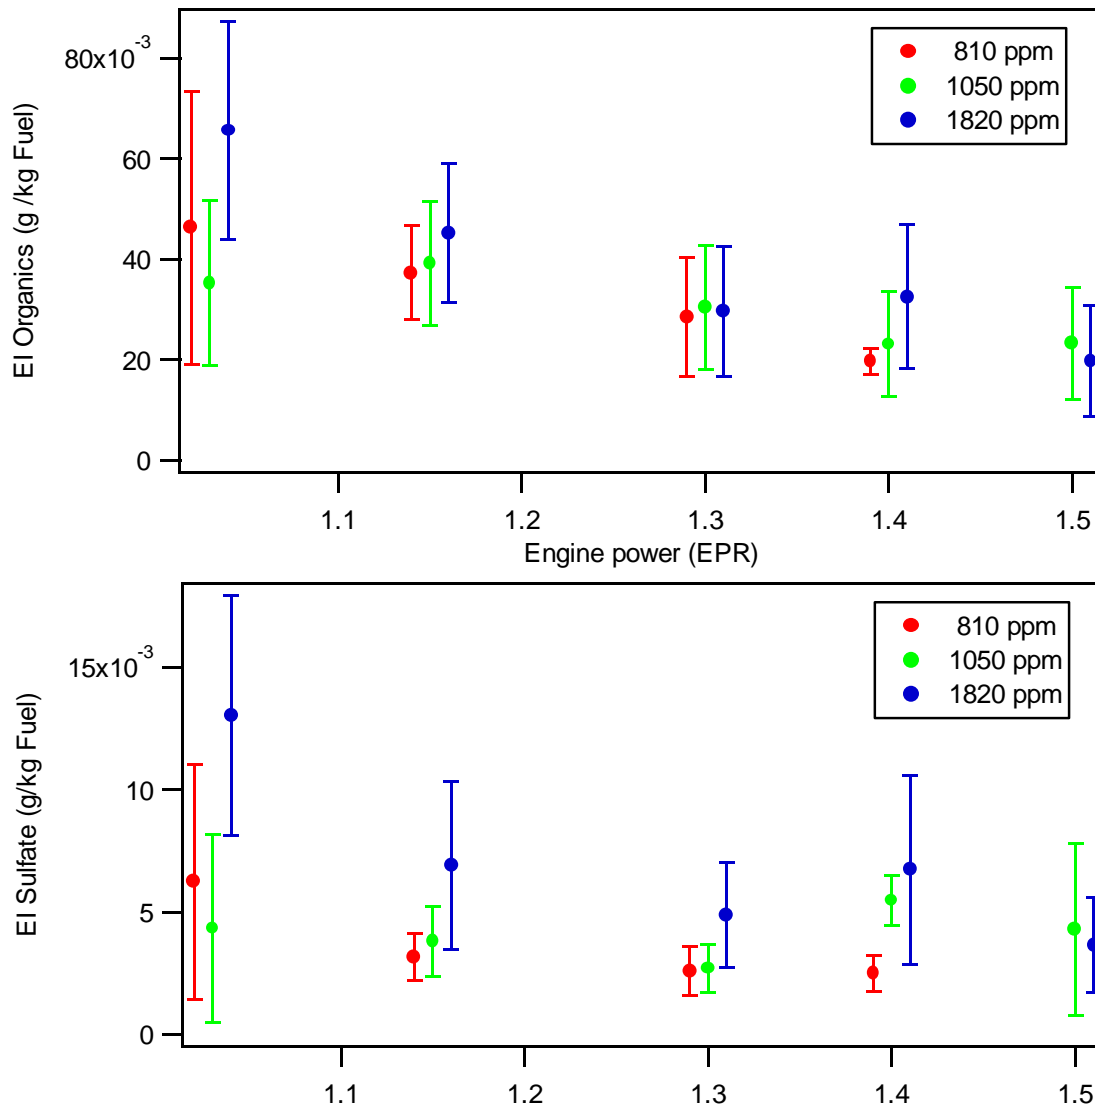 80x10⁻³
60
40
20
0
EI Organics (g /kg Fuel)
810 ppm
1050 ppm
1820 ppm
1.1 1.2 1.3 1.4 1.5
Engine power (EPR)
15x10⁻³
10
5
0
EI Sulfate (g/kg Fuel)
810 ppm
1050 ppm
1820 ppm
1.1 1.2 1.3 1.4 1.5